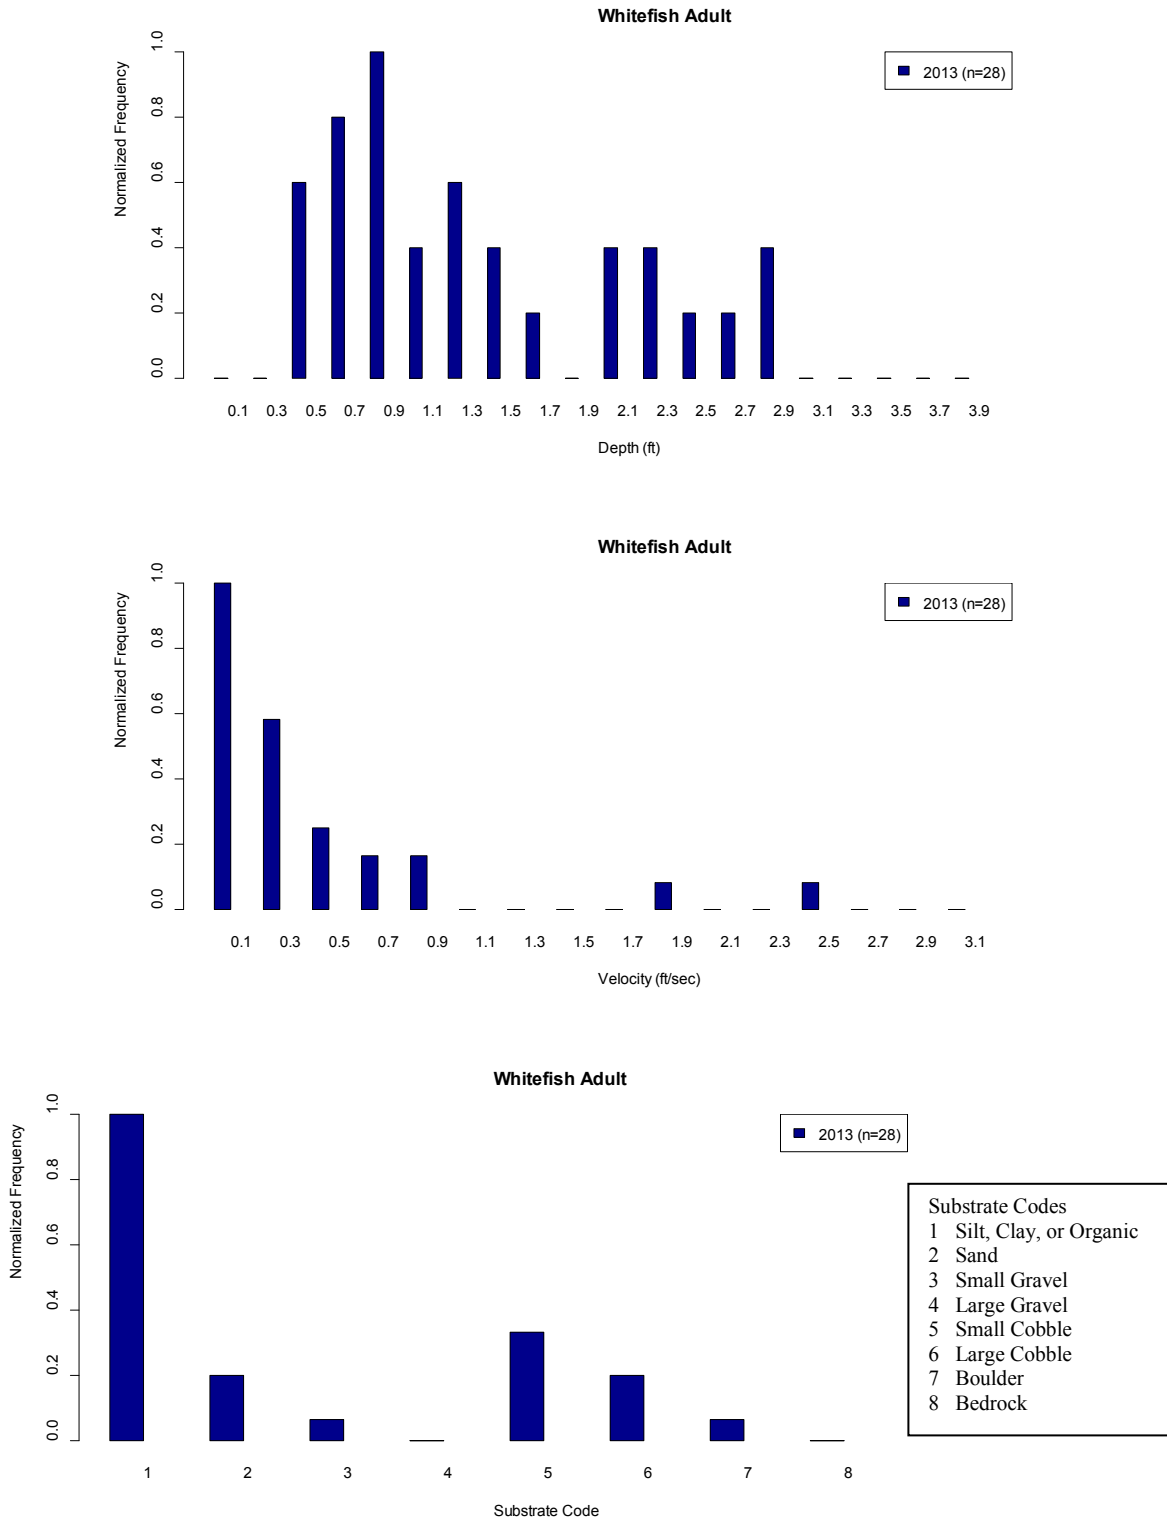 Whitefish Adult
2013 (n=28)
Normalized Frequency
1.0
0.8
0.6
0.4
0.2
0.0
0.1 0.3 0.5 0.7 0.9 1.1 1.3 1.5 1.7 1.9 2.1 2.3 2.5 2.7 2.9 3.1 3.3 3.5 3.7 3.9
Depth (ft)
Whitefish Adult
2013 (n=28)
Normalized Frequency
1.0
0.8
0.6
0.4
0.2
0.0
0.1 0.3 0.5 0.7 0.9 1.1 1.3 1.5 1.7 1.9 2.1 2.3 2.5 2.7 2.9 3.1
Velocity (ft/sec)
Whitefish Adult
2013 (n=28)
Normalized Frequency
1.0
0.8
0.6
0.4
0.2
0.0
1 2 3 4 5 6 7 8
Substrate Code
Substrate Codes
1 Silt, Clay, or Organic
2 Sand
3 Small Gravel
4 Large Gravel
5 Small Cobble
6 Large Cobble
7 Boulder
8 Bedrock